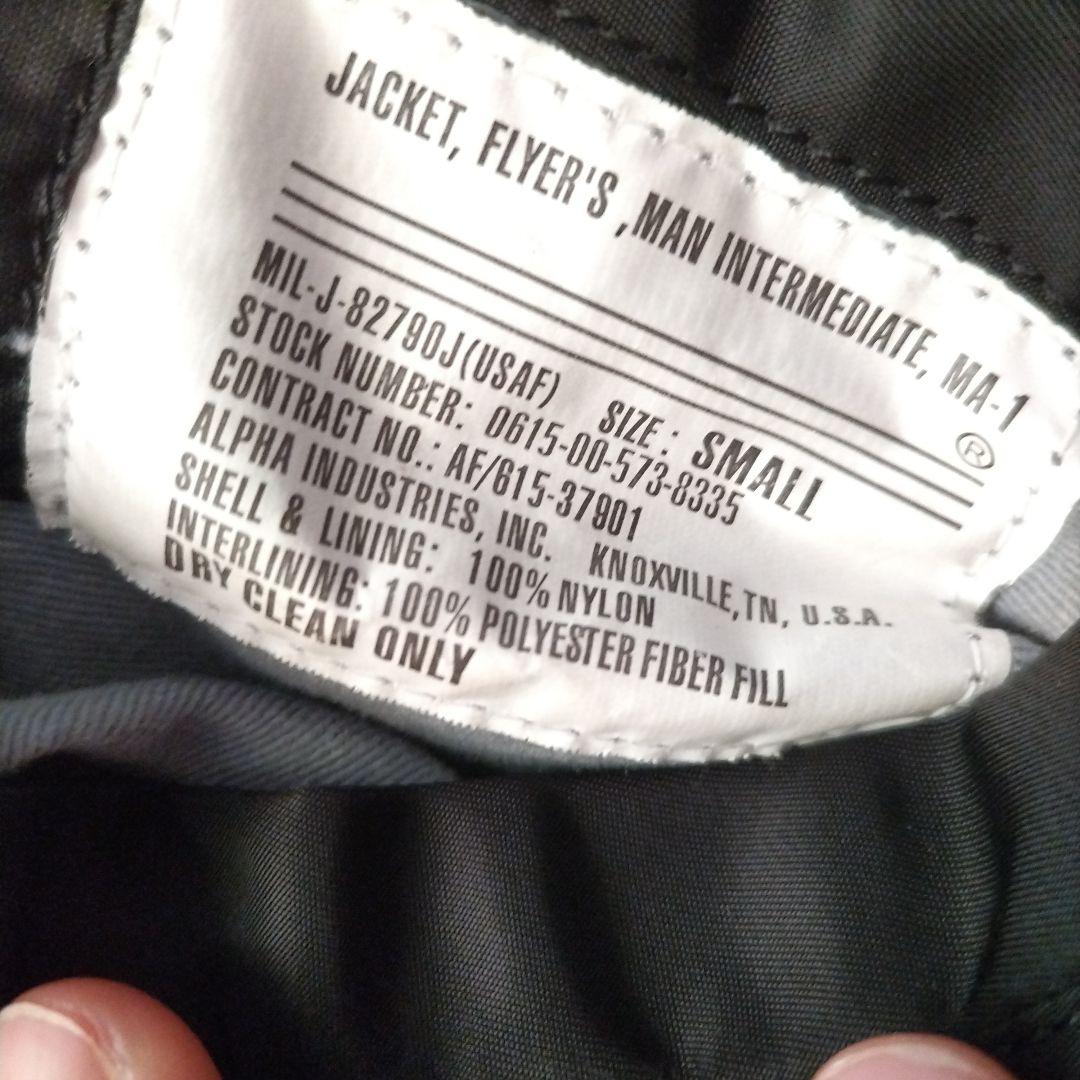 JACKET, FLYER'S ,MAN INTERMEDIATE, MA-1
®
MIL-J-82790J(USAF) SIZE : SMALL
STOCK NUMBER: 0615-00-573-8335
CONTRACT NO.: AF/615-37901
ALPHA INDUSTRIES, INC. KNOXVILLE,TN, U.S.A.
SHELL & LINING: 100% NYLON
INTERLINING: 100% POLYESTER FIBER FILL
DRY CLEAN ONLY